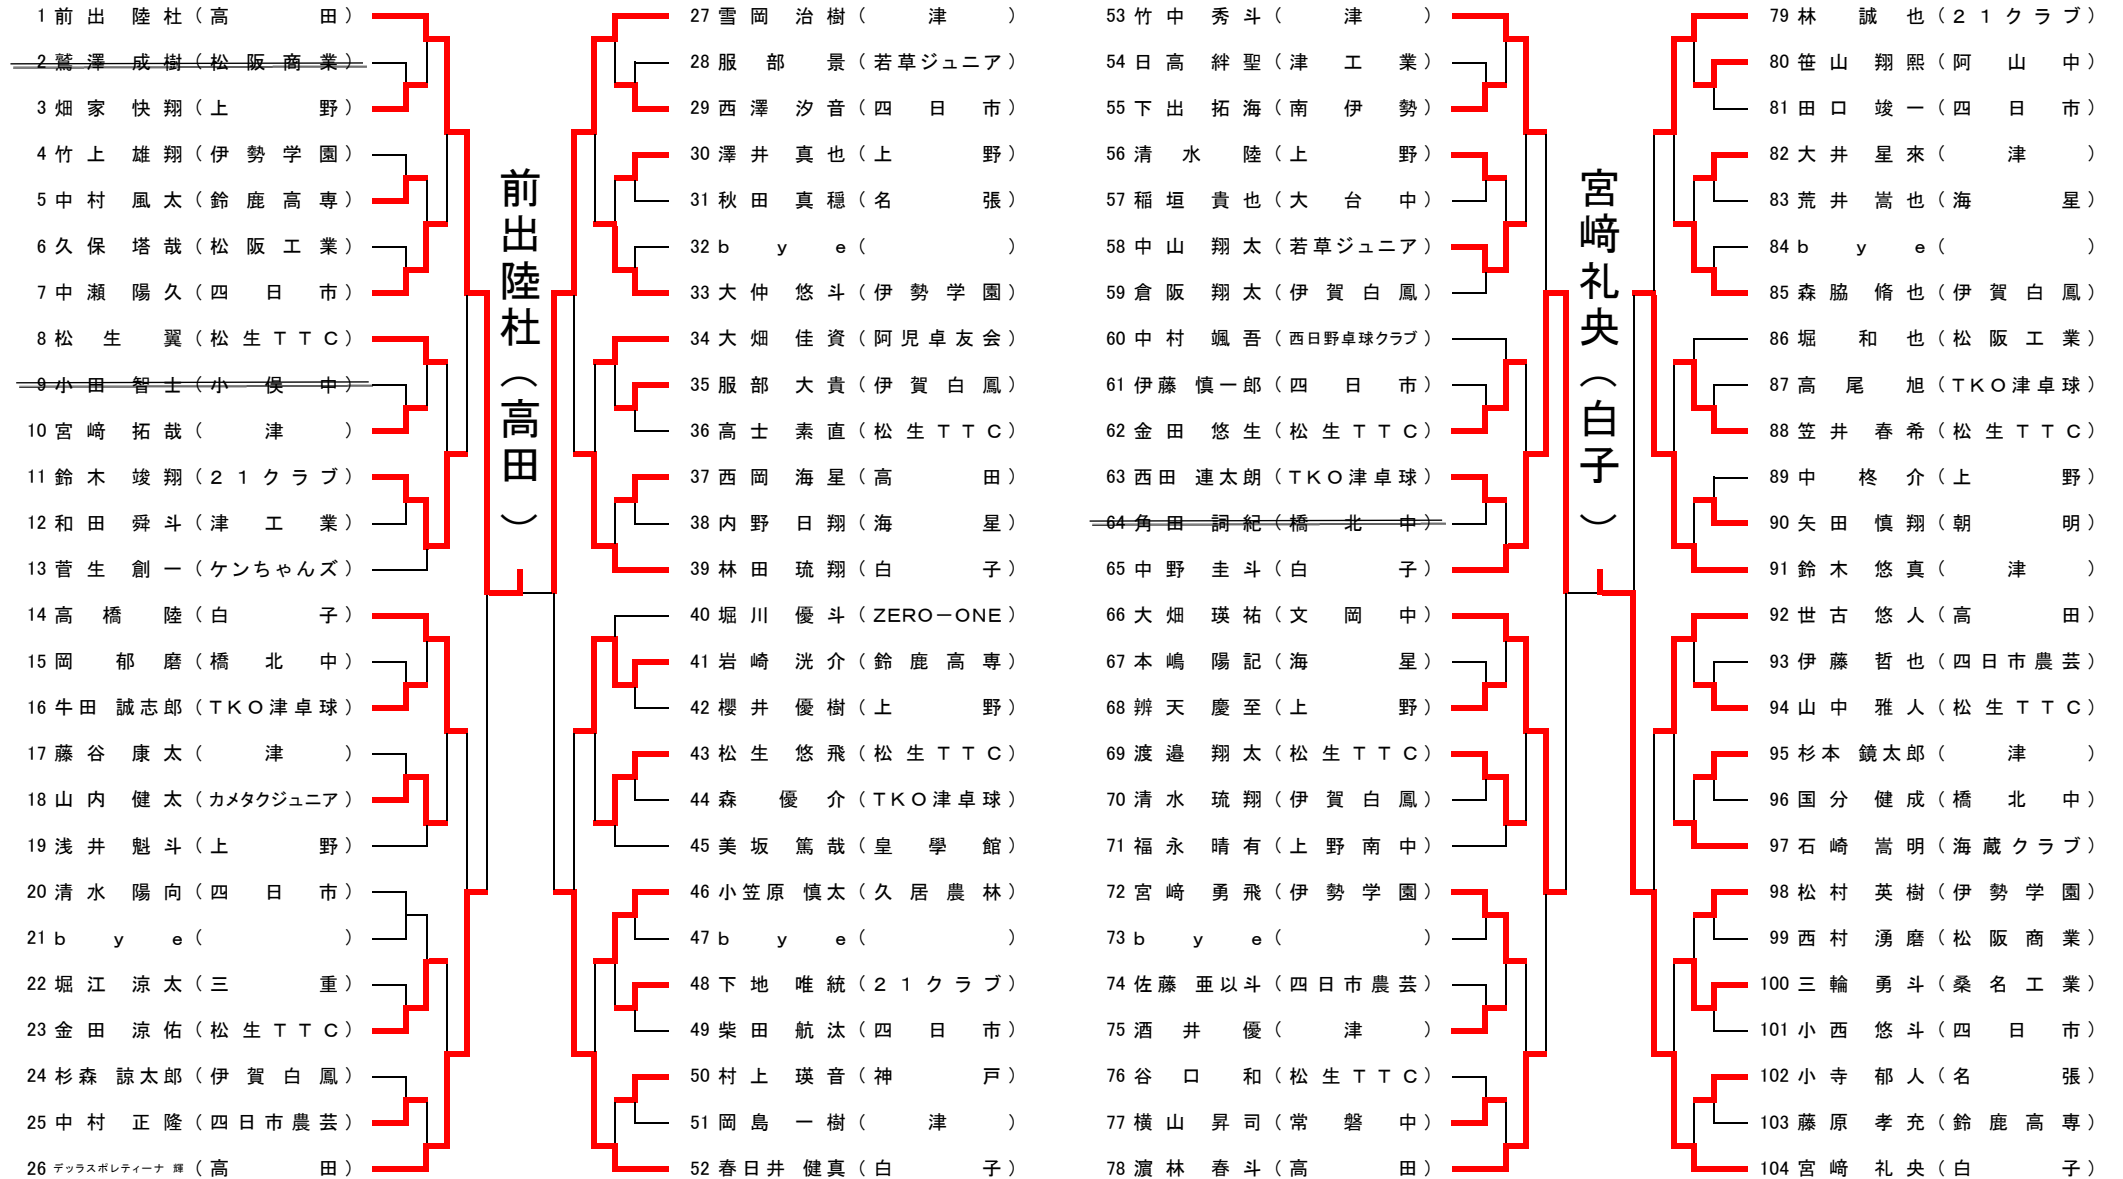 1 前出 陸杜 (高田)
2 鷲澤 成樹 (松阪商業)
3 畑家 快翔 (上野)
4 竹上 雄翔 (伊勢学園)
5 中村 風太 (鈴鹿高専)
6 久保 塔哉 (松阪工業)
7 中瀬 陽久 (四日市)
8 松生 翼 (松生TTC)
9 小田 智士 (小俣中)
10 宮﨑 拓哉 (津)
11 鈴木 竣翔 (21クラブ)
12 和田 舜斗 (津工業)
13 菅生 創一 (ケンちゃんズ)
14 高橋 陸 (白子)
15 岡 郁磨 (橋北中)
16 牛田 誠志郎 (TKO津卓球)
17 藤谷 康太 (津)
18 山内 健太 (カメタクジュニア)
19 浅井 魁斗 (上野)
20 清水 陽向 (四日市)
21 bye ( )
22 堀江 涼太 (三重)
23 金田 涼佑 (松生TTC)
24 杉森 諒太郎 (伊賀白鳳)
25 中村 正隆 (四日市農芸)
26 デッラスポレティーナ 輝 (高田)
前出陸杜(高田)
27 雪岡 治樹 (津)
28 服部 景 (若草ジュニア)
29 西澤 汐音 (四日市)
30 澤井 真也 (上野)
31 秋田 真穏 (名張)
32 bye ( )
33 大仲 悠斗 (伊勢学園)
34 大畑 佳資 (阿児卓友会)
35 服部 大貴 (伊賀白鳳)
36 高士 素直 (松生TTC)
37 西岡 海星 (高田)
38 内野 日翔 (海星)
39 林田 琉翔 (白子)
40 堀川 優斗 (ZERO－ONE)
41 岩崎 洸介 (鈴鹿高専)
42 櫻井 優樹 (上野)
43 松生 悠飛 (松生TTC)
44 森 優介 (TKO津卓球)
45 美坂 篤哉 (皇學館)
46 小笠原 慎太 (久居農林)
47 bye ( )
48 下地 唯統 (21クラブ)
49 柴田 航汰 (四日市)
50 村上 瑛音 (神戸)
51 岡島 一樹 (津)
52 春日井 健真 (白子)
53 竹中 秀斗 (津)
54 日高 絆聖 (津工業)
55 下出 拓海 (南伊勢)
56 清水 陸 (上野)
57 稲垣 貴也 (大台中)
58 中山 翔太 (若草ジュニア)
59 倉阪 翔太 (伊賀白鳳)
60 中村 颯吾 (西日野卓球クラブ)
61 伊藤 慎一郎 (四日市)
62 金田 悠生 (松生TTC)
63 西田 連太朗 (TKO津卓球)
64 角田 詞紀 (橋北中)
65 中野 圭斗 (白子)
66 大畑 瑛祐 (文岡中)
67 本嶋 陽記 (海星)
68 辨天 慶至 (上野)
69 渡邉 翔太 (松生TTC)
70 清水 琉翔 (伊賀白鳳)
71 福永 晴有 (上野南中)
72 宮﨑 勇飛 (伊勢学園)
73 bye ( )
74 佐藤 亜以斗 (四日市農芸)
75 酒井 優 (津)
76 谷口 和 (松生TTC)
77 横山 昇司 (常磐中)
78 濵林 春斗 (高田)
宮﨑礼央(白子)
79 林 誠也 (21クラブ)
80 笹山 翔熙 (阿山中)
81 田口 竣一 (四日市)
82 大井 星來 (津)
83 荒井 嵩也 (海星)
84 bye ( )
85 森脇 脩也 (伊賀白鳳)
86 堀 和也 (松阪工業)
87 高尾 旭 (TKO津卓球)
88 笠井 春希 (松生TTC)
89 中 柊介 (上野)
90 矢田 慎翔 (朝明)
91 鈴木 悠真 (津)
92 世古 悠人 (高田)
93 伊藤 哲也 (四日市農芸)
94 山中 雅人 (松生TTC)
95 杉本 鏡太郎 (津)
96 国分 健成 (橋北中)
97 石崎 嵩明 (海蔵クラブ)
98 松村 英樹 (伊勢学園)
99 西村 湧磨 (松阪商業)
100 三輪 勇斗 (桑名工業)
101 小西 悠斗 (四日市)
102 小寺 郁人 (名張)
103 藤原 孝充 (鈴鹿高専)
104 宮﨑 礼央 (白子)